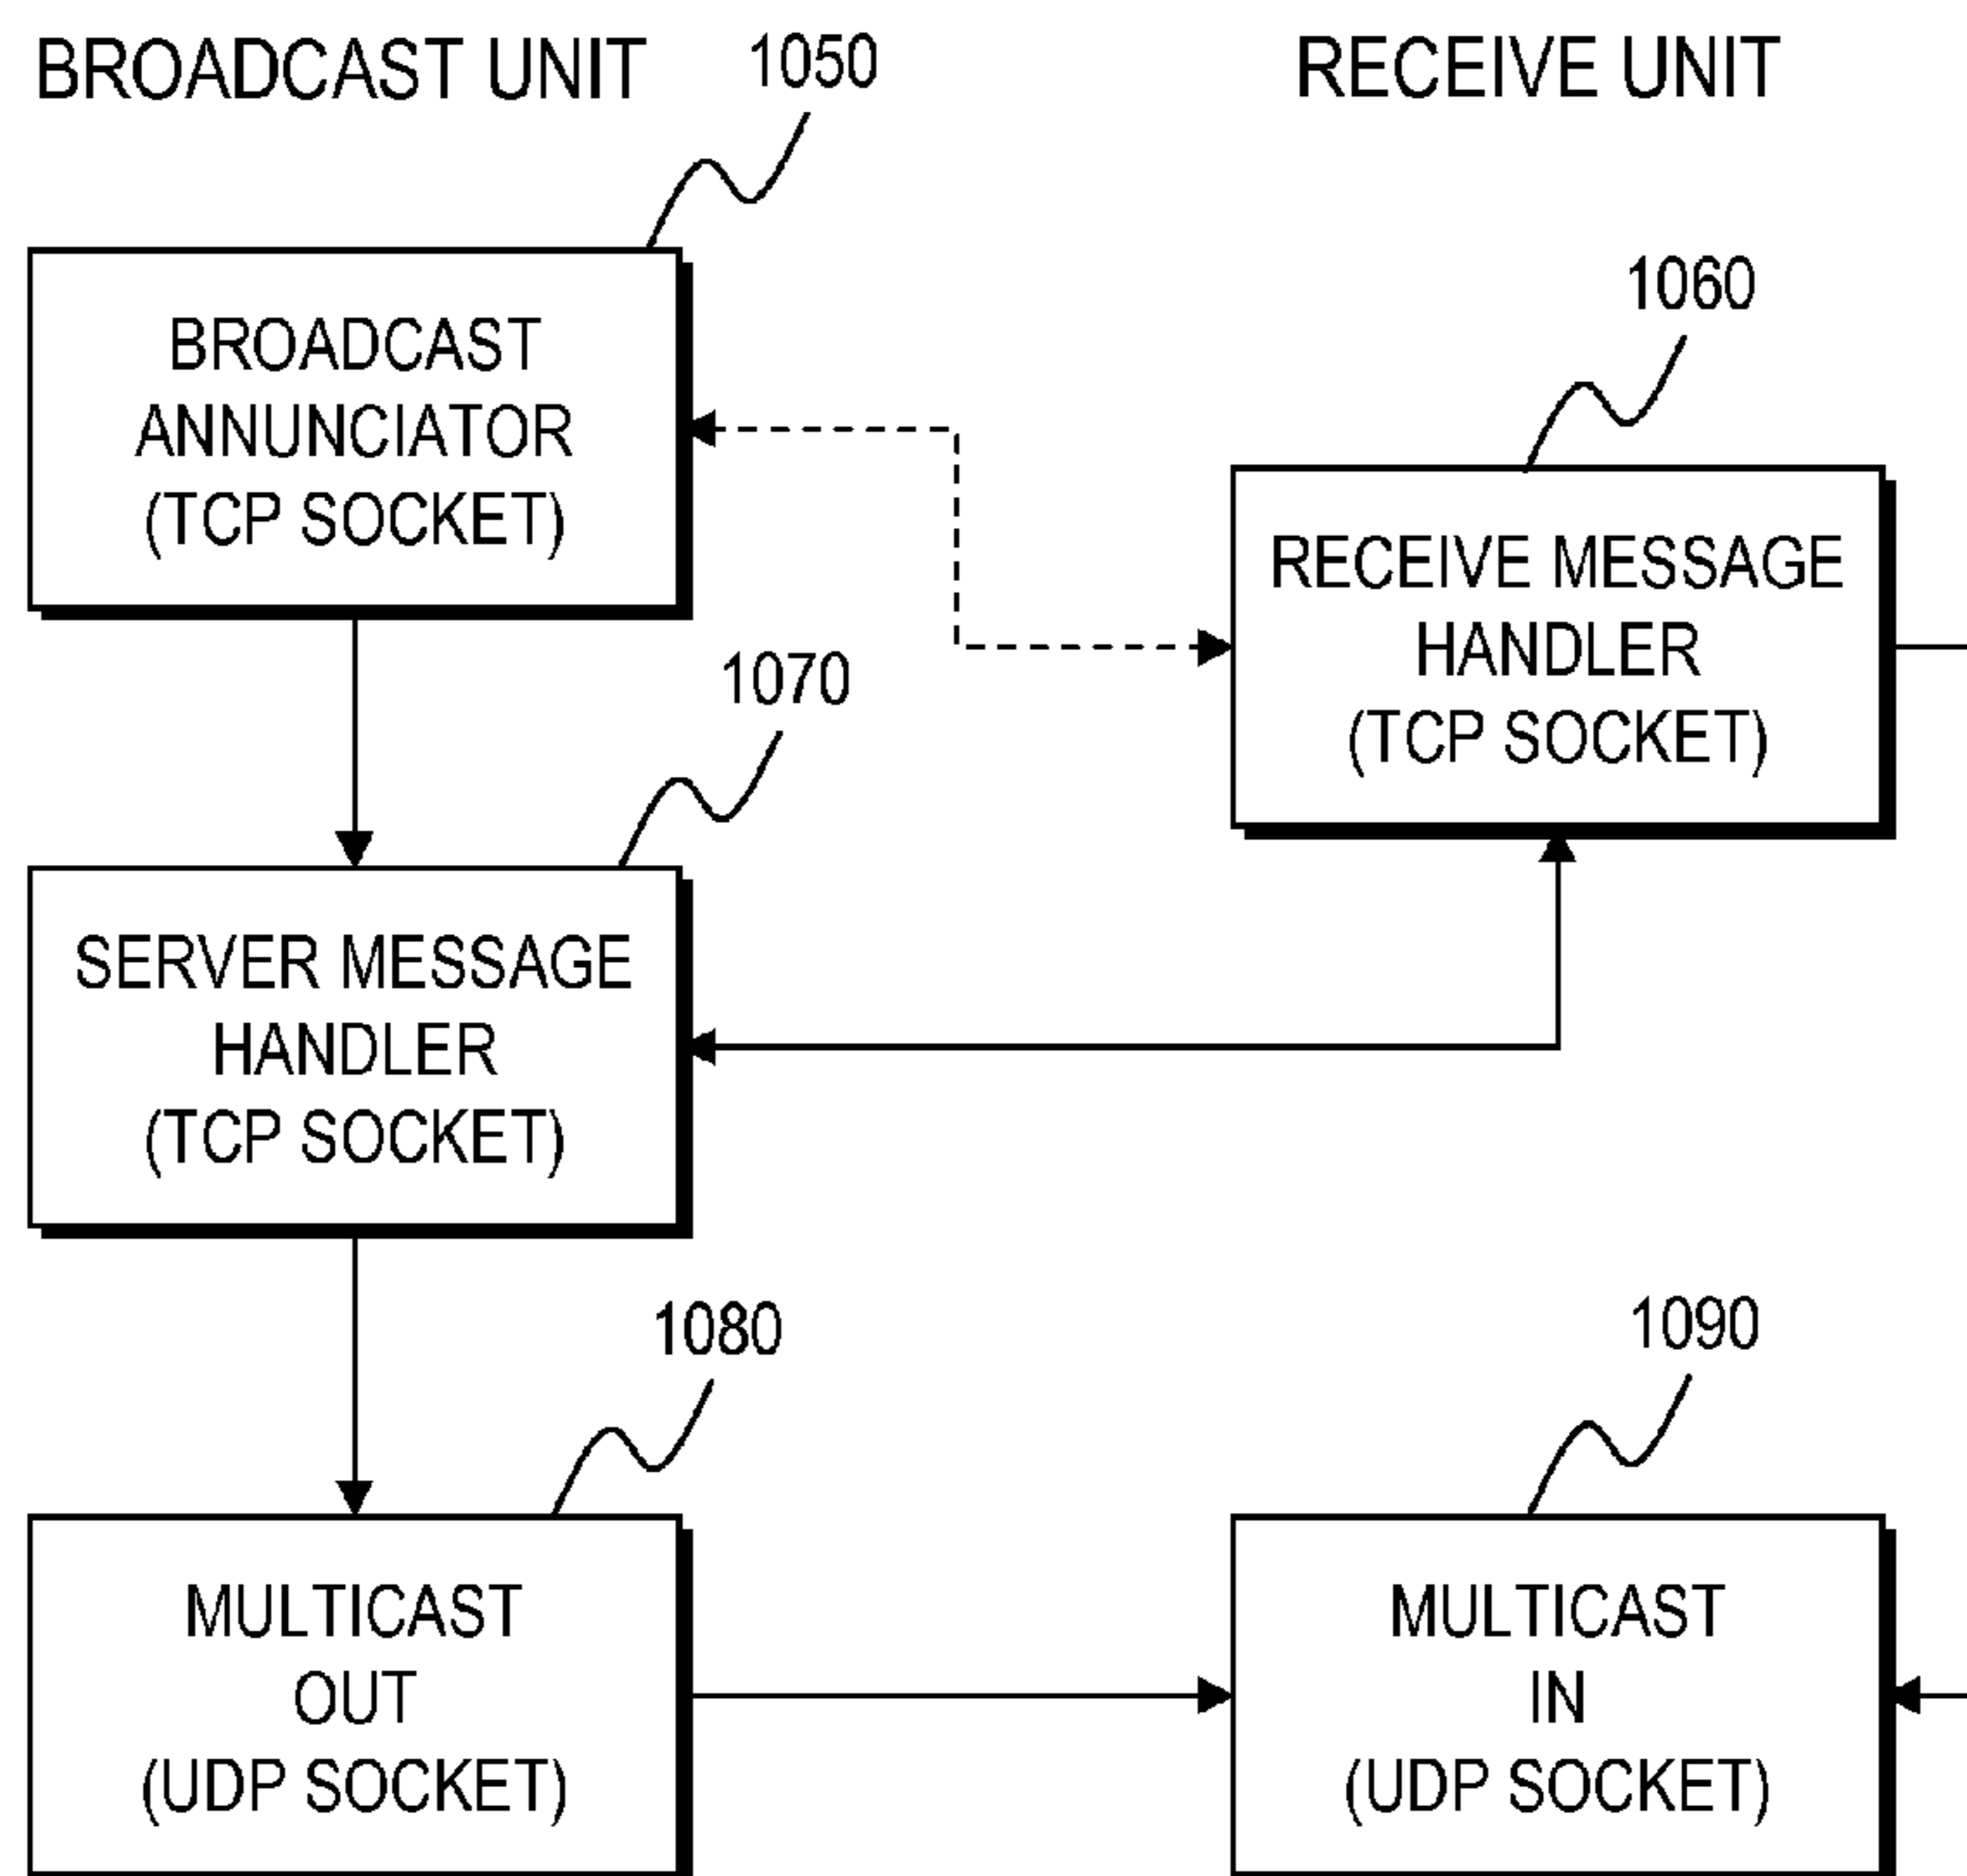 BROADCAST UNIT
1050
RECEIVE UNIT
BROADCAST
ANNUNCIATOR
(TCP SOCKET)
1060
RECEIVE MESSAGE
HANDLER
(TCP SOCKET)
1070
SERVER MESSAGE
HANDLER
(TCP SOCKET)
1080
MULTICAST
OUT
(UDP SOCKET)
1090
MULTICAST
IN
(UDP SOCKET)